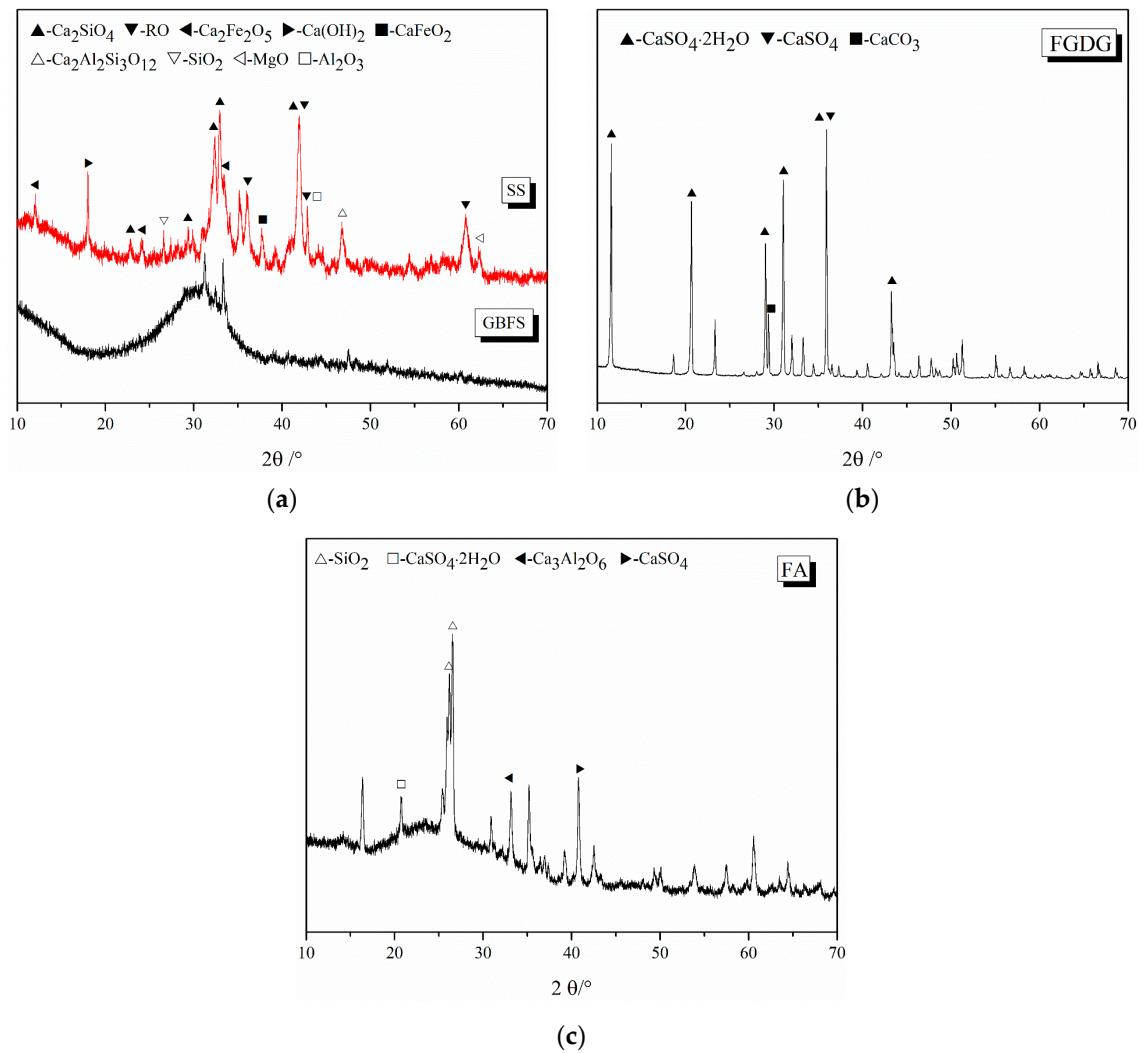 ▲-Ca₂SiO₄ ▼-RO ◀-Ca₂Fe₂O₅ ▶-Ca(OH)₂ ■-CaFeO₂
△-Ca₂Al₂Si₃O₁₂ ▽-SiO₂ ◁-MgO □-Al₂O₃
SS
GBFS
10 20 30 40 50 60 70
2θ /°
(a)
▲-CaSO₄·2H₂O ▼-CaSO₄ ■-CaCO₃
FGDG
10 20 30 40 50 60 70
2θ /°
(b)
△-SiO₂ □-CaSO₄·2H₂O ◀-Ca₃Al₂O₆ ▶-CaSO₄
FA
10 20 30 40 50 60 70
2 θ/°
(c)